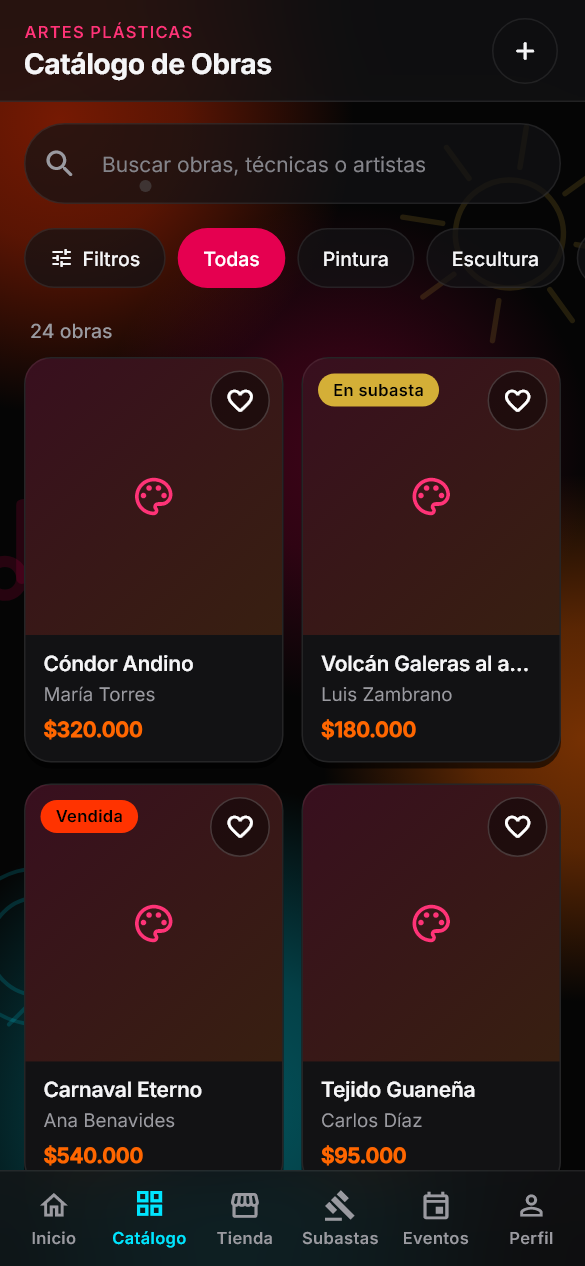 ARTES PLÁSTICAS
Catálogo de Obras
Buscar obras, técnicas o artistas
Filtros
Todas
Pintura
Escultura
24 obras
En subasta
Cóndor Andino
María Torres
$320.000
Volcán Galeras al a...
Luis Zambrano
$180.000
Vendida
Carnaval Eterno
Ana Benavides
$540.000
Tejido Guaneña
Carlos Díaz
$95.000
Inicio
Catálogo
Tienda
Subastas
Eventos
Perfil